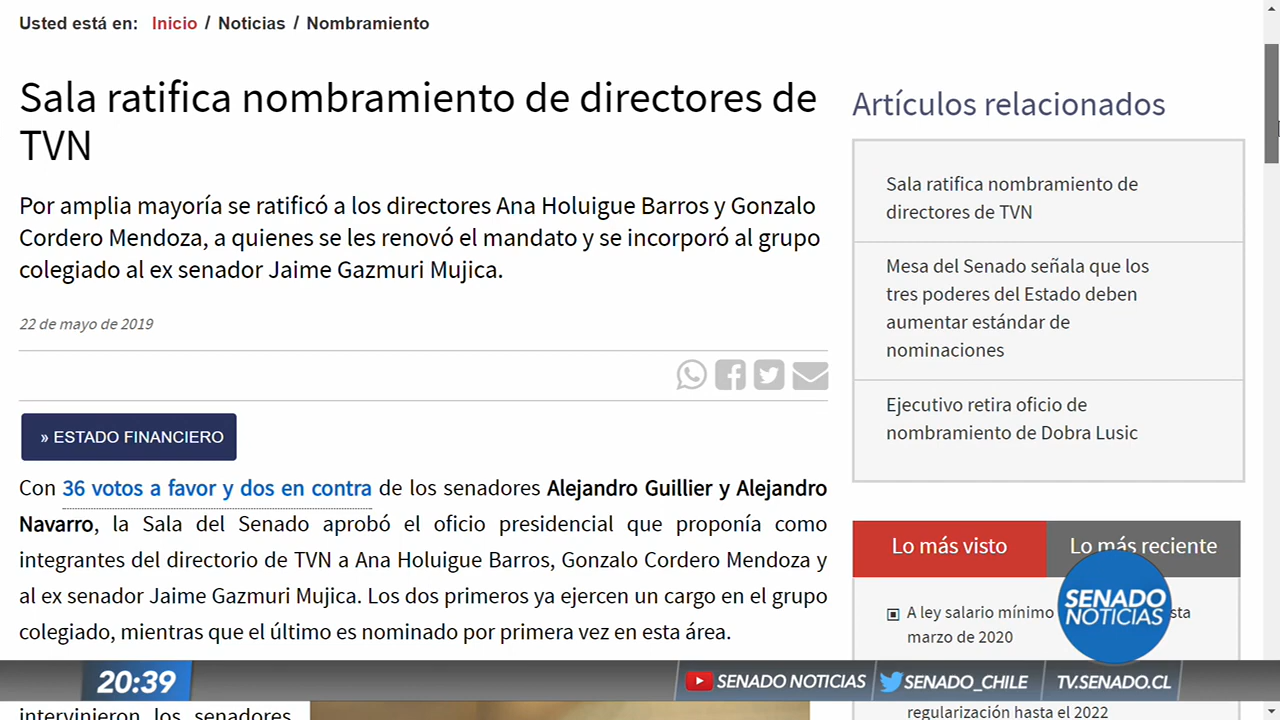 Usted está en: Inicio / Noticias / Nombramiento
Sala ratifica nombramiento de directores de
TVN
Por amplia mayoría se ratificó a los directores Ana Holuigue Barros y Gonzalo
Cordero Mendoza, a quienes se les renovó el mandato y se incorporó al grupo
colegiado al ex senador Jaime Gazmuri Mujica.
22 de mayo de 2019
» ESTADO FINANCIERO
Con 36 votos a favor y dos en contra de los senadores Alejandro Guillier y Alejandro
Navarro, la Sala del Senado aprobó el oficio presidencial que proponía como
integrantes del directorio de TVN a Ana Holuigue Barros, Gonzalo Cordero Mendoza y
al ex senador Jaime Gazmuri Mujica. Los dos primeros ya ejercen un cargo en el grupo
colegiado, mientras que el último es nominado por primera vez en esta área.
intervinieron los senadores
Artículos relacionados
Sala ratifica nombramiento de
directores de TVN
Mesa del Senado señala que los
tres poderes del Estado deben
aumentar estándar de
nominaciones
Ejecutivo retira oficio de
nombramiento de Dobra Lusic
Lo más visto
Lo más reciente
A ley salario mínimo
marzo de 2020
regularización hasta el 2022
SENADO
NOTICIAS
20:39
SENADO NOTICIAS
SENADO_CHILE
TV.SENADO.CL